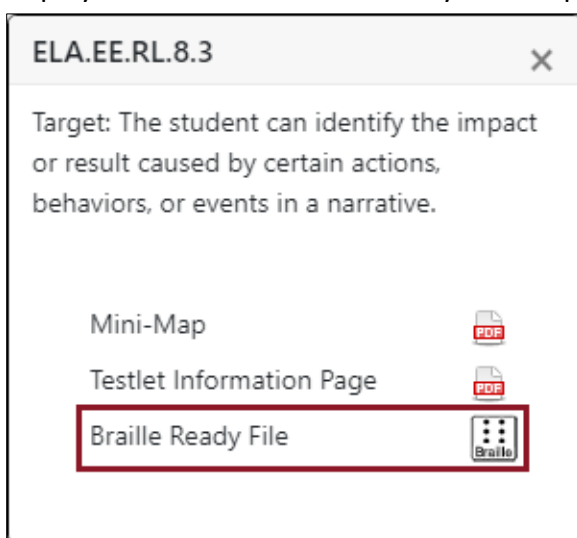 ELA.EE.RL.8.3
Target: The student can identify the impact
or result caused by certain actions,
behaviors, or events in a narrative.
Mini-Map PDF
Testlet Information Page PDF
Braille Ready File Braille